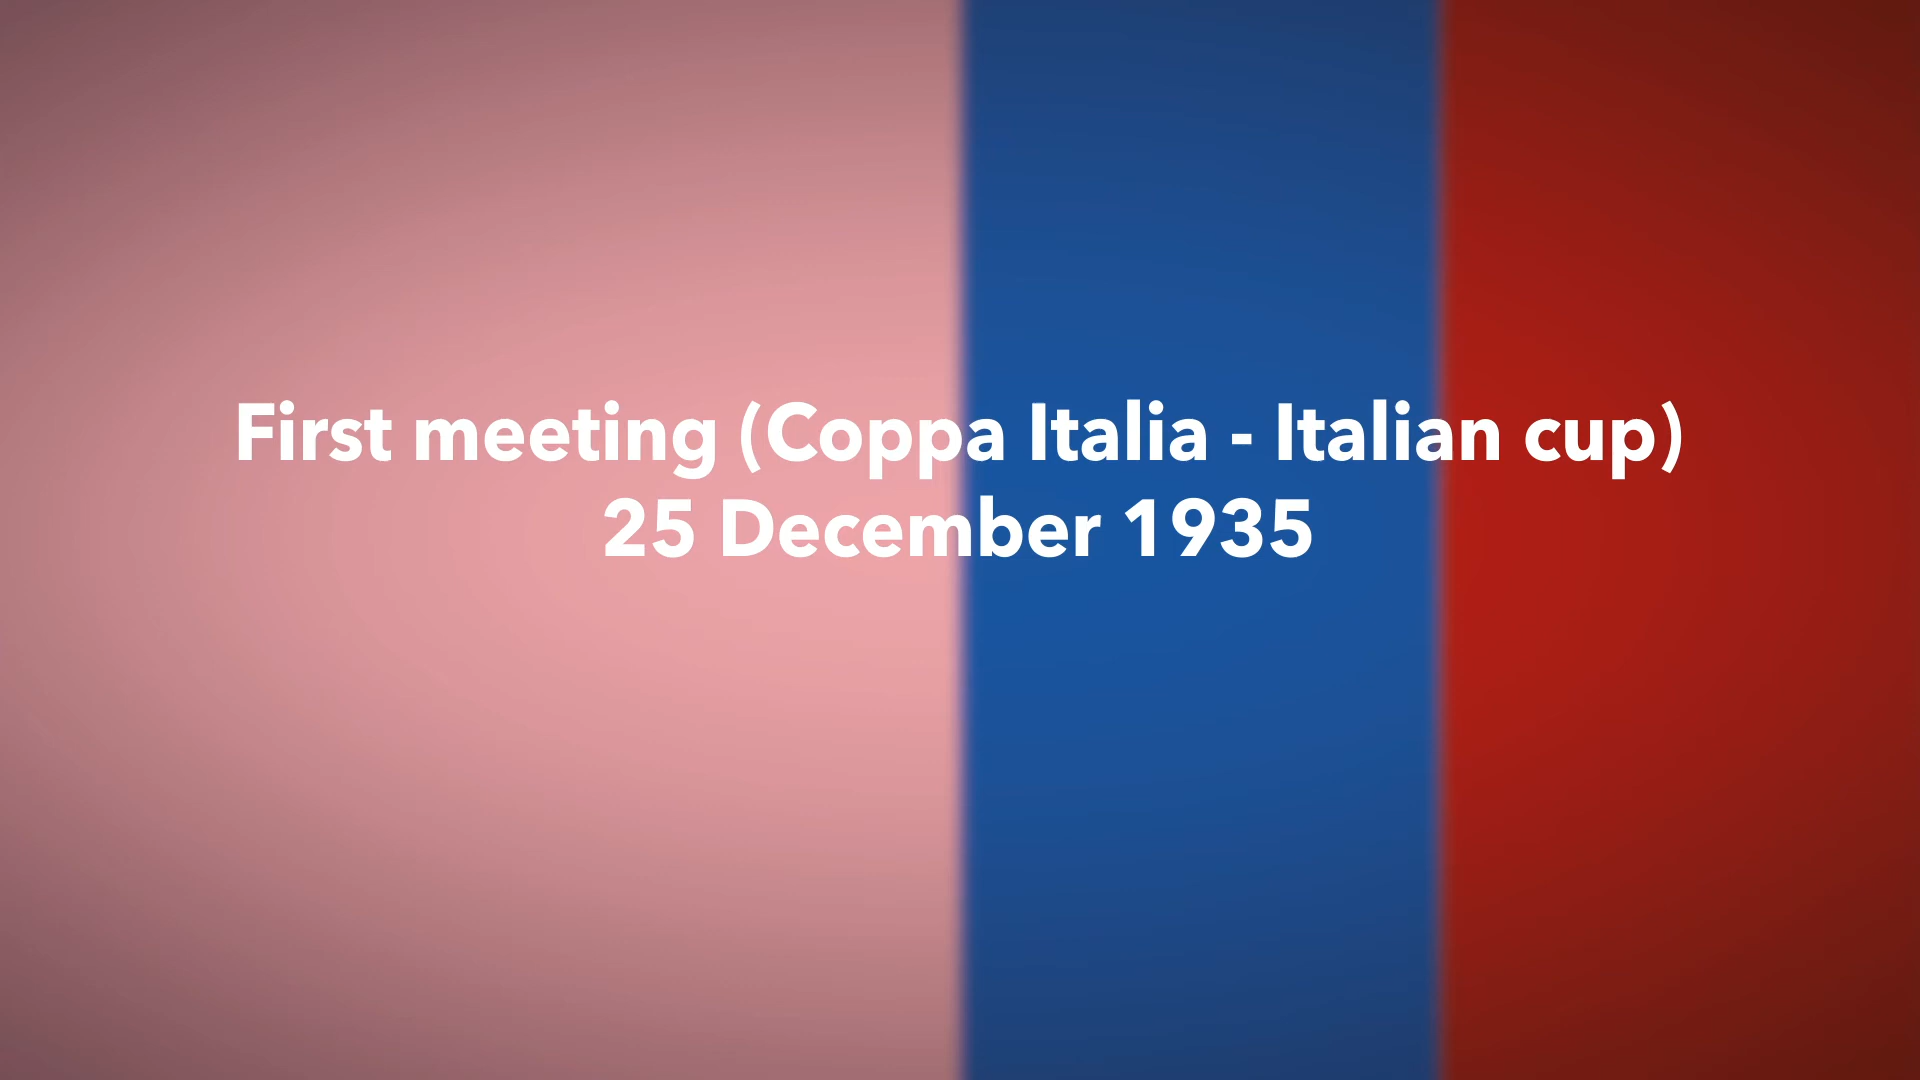 First meeting (Coppa Italia - Italian cup)
25 December 1935